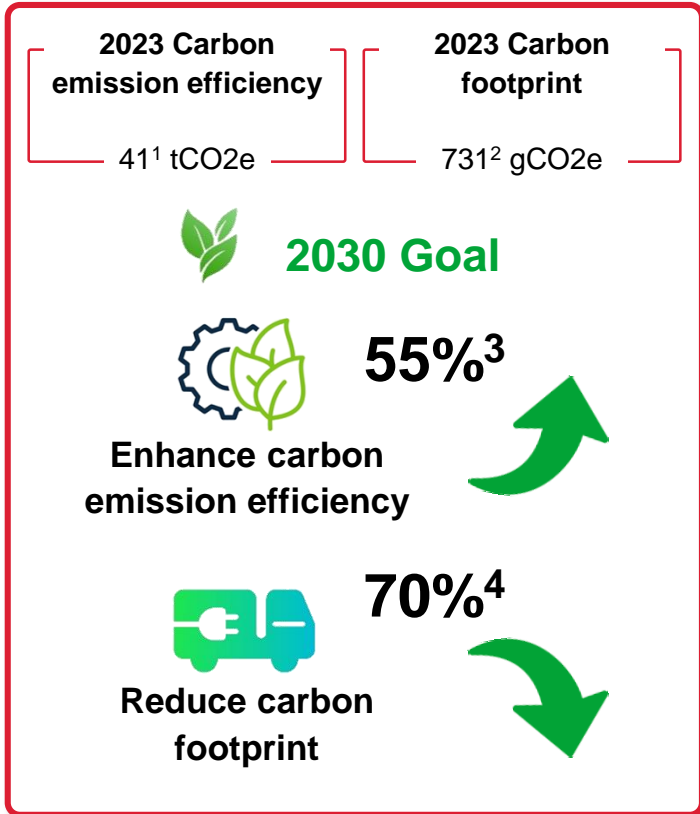 2023 Carbon
emission efficiency
41¹ tCO2e
2023 Carbon
footprint
731² gCO2e
2030 Goal
55%³
Enhance carbon
emission efficiency
70%⁴
Reduce carbon
footprint